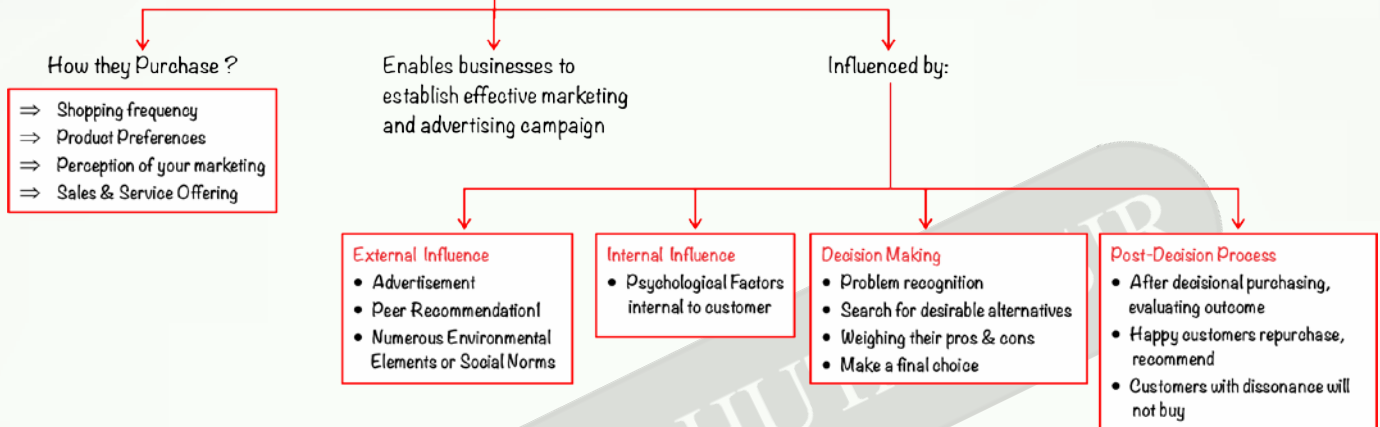 How they Purchase ?
⇒ Shopping frequency
⇒ Product Preferences
⇒ Perception of your marketing
⇒ Sales & Service Offering
Enables businesses to
establish effective marketing
and advertising campaign
Influenced by:
External Influence
• Advertisement
• Peer Recommendation1
• Numerous Environmental
Elements or Social Norms
Internal Influence
• Psychological Factors
internal to customer
Decision Making
• Problem recognition
• Search for desirable alternatives
• Weighing their pros & cons
• Make a final choice
Post-Decision Process
• After decisional purchasing,
evaluating outcome
• Happy customers repurchase,
recommend
• Customers with dissonance will
not buy